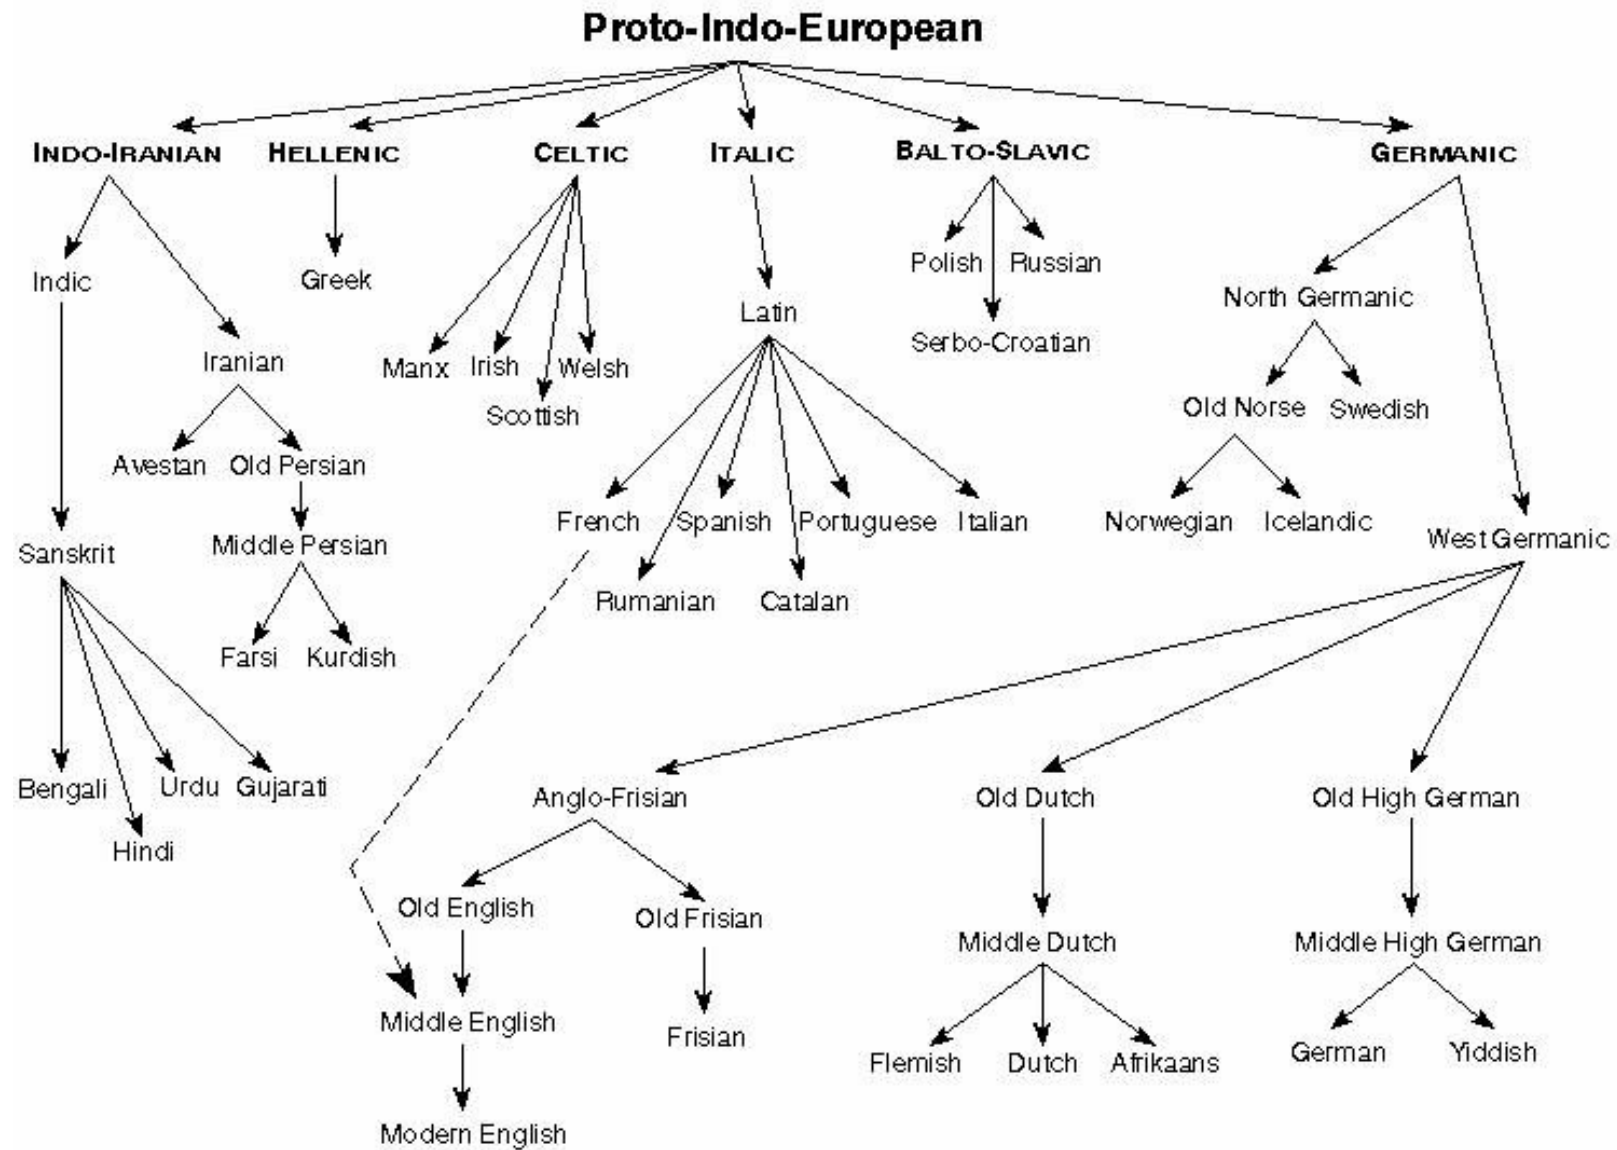 Proto-Indo-European
INDO-IRANIAN HELLENIC CELTIC ITALIC BALTO-SLAVIC GERMANIC
Indic Greek Polish Russian
North Germanic
Latin
Serbo-Croatian
Iranian Manx Irish Welsh
Scottish Old Norse Swedish
Avestan Old Persian
French Spanish Portuguese Italian Norwegian Icelandic
West Germanic
Sanskrit Middle Persian
Rumanian Catalan
Farsi Kurdish
Bengali Urdu Gujarati
Anglo-Frisian Old Dutch Old High German
Hindi
Old English Old Frisian
Middle Dutch Middle High German
Middle English Frisian
Flemish Dutch Afrikaans German Yiddish
Modern English